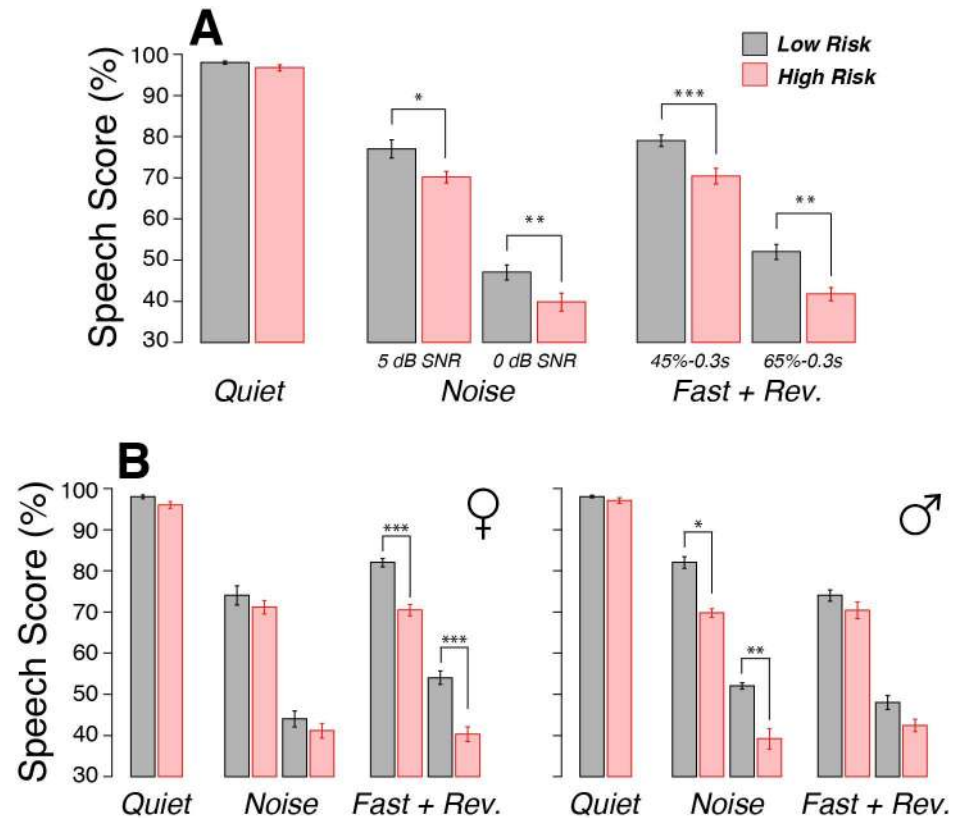 A
Low Risk
High Risk
Speech Score (%)
100
90
80
70
60
50
40
30
*
**
***
**
5 dB SNR 0 dB SNR 45%-0.3s 65%-0.3s
Quiet Noise Fast + Rev.
B
Speech Score (%)
100
90
80
70
60
50
40
30
♀
***
***
♂
*
**
Quiet Noise Fast + Rev. Quiet Noise Fast + Rev.